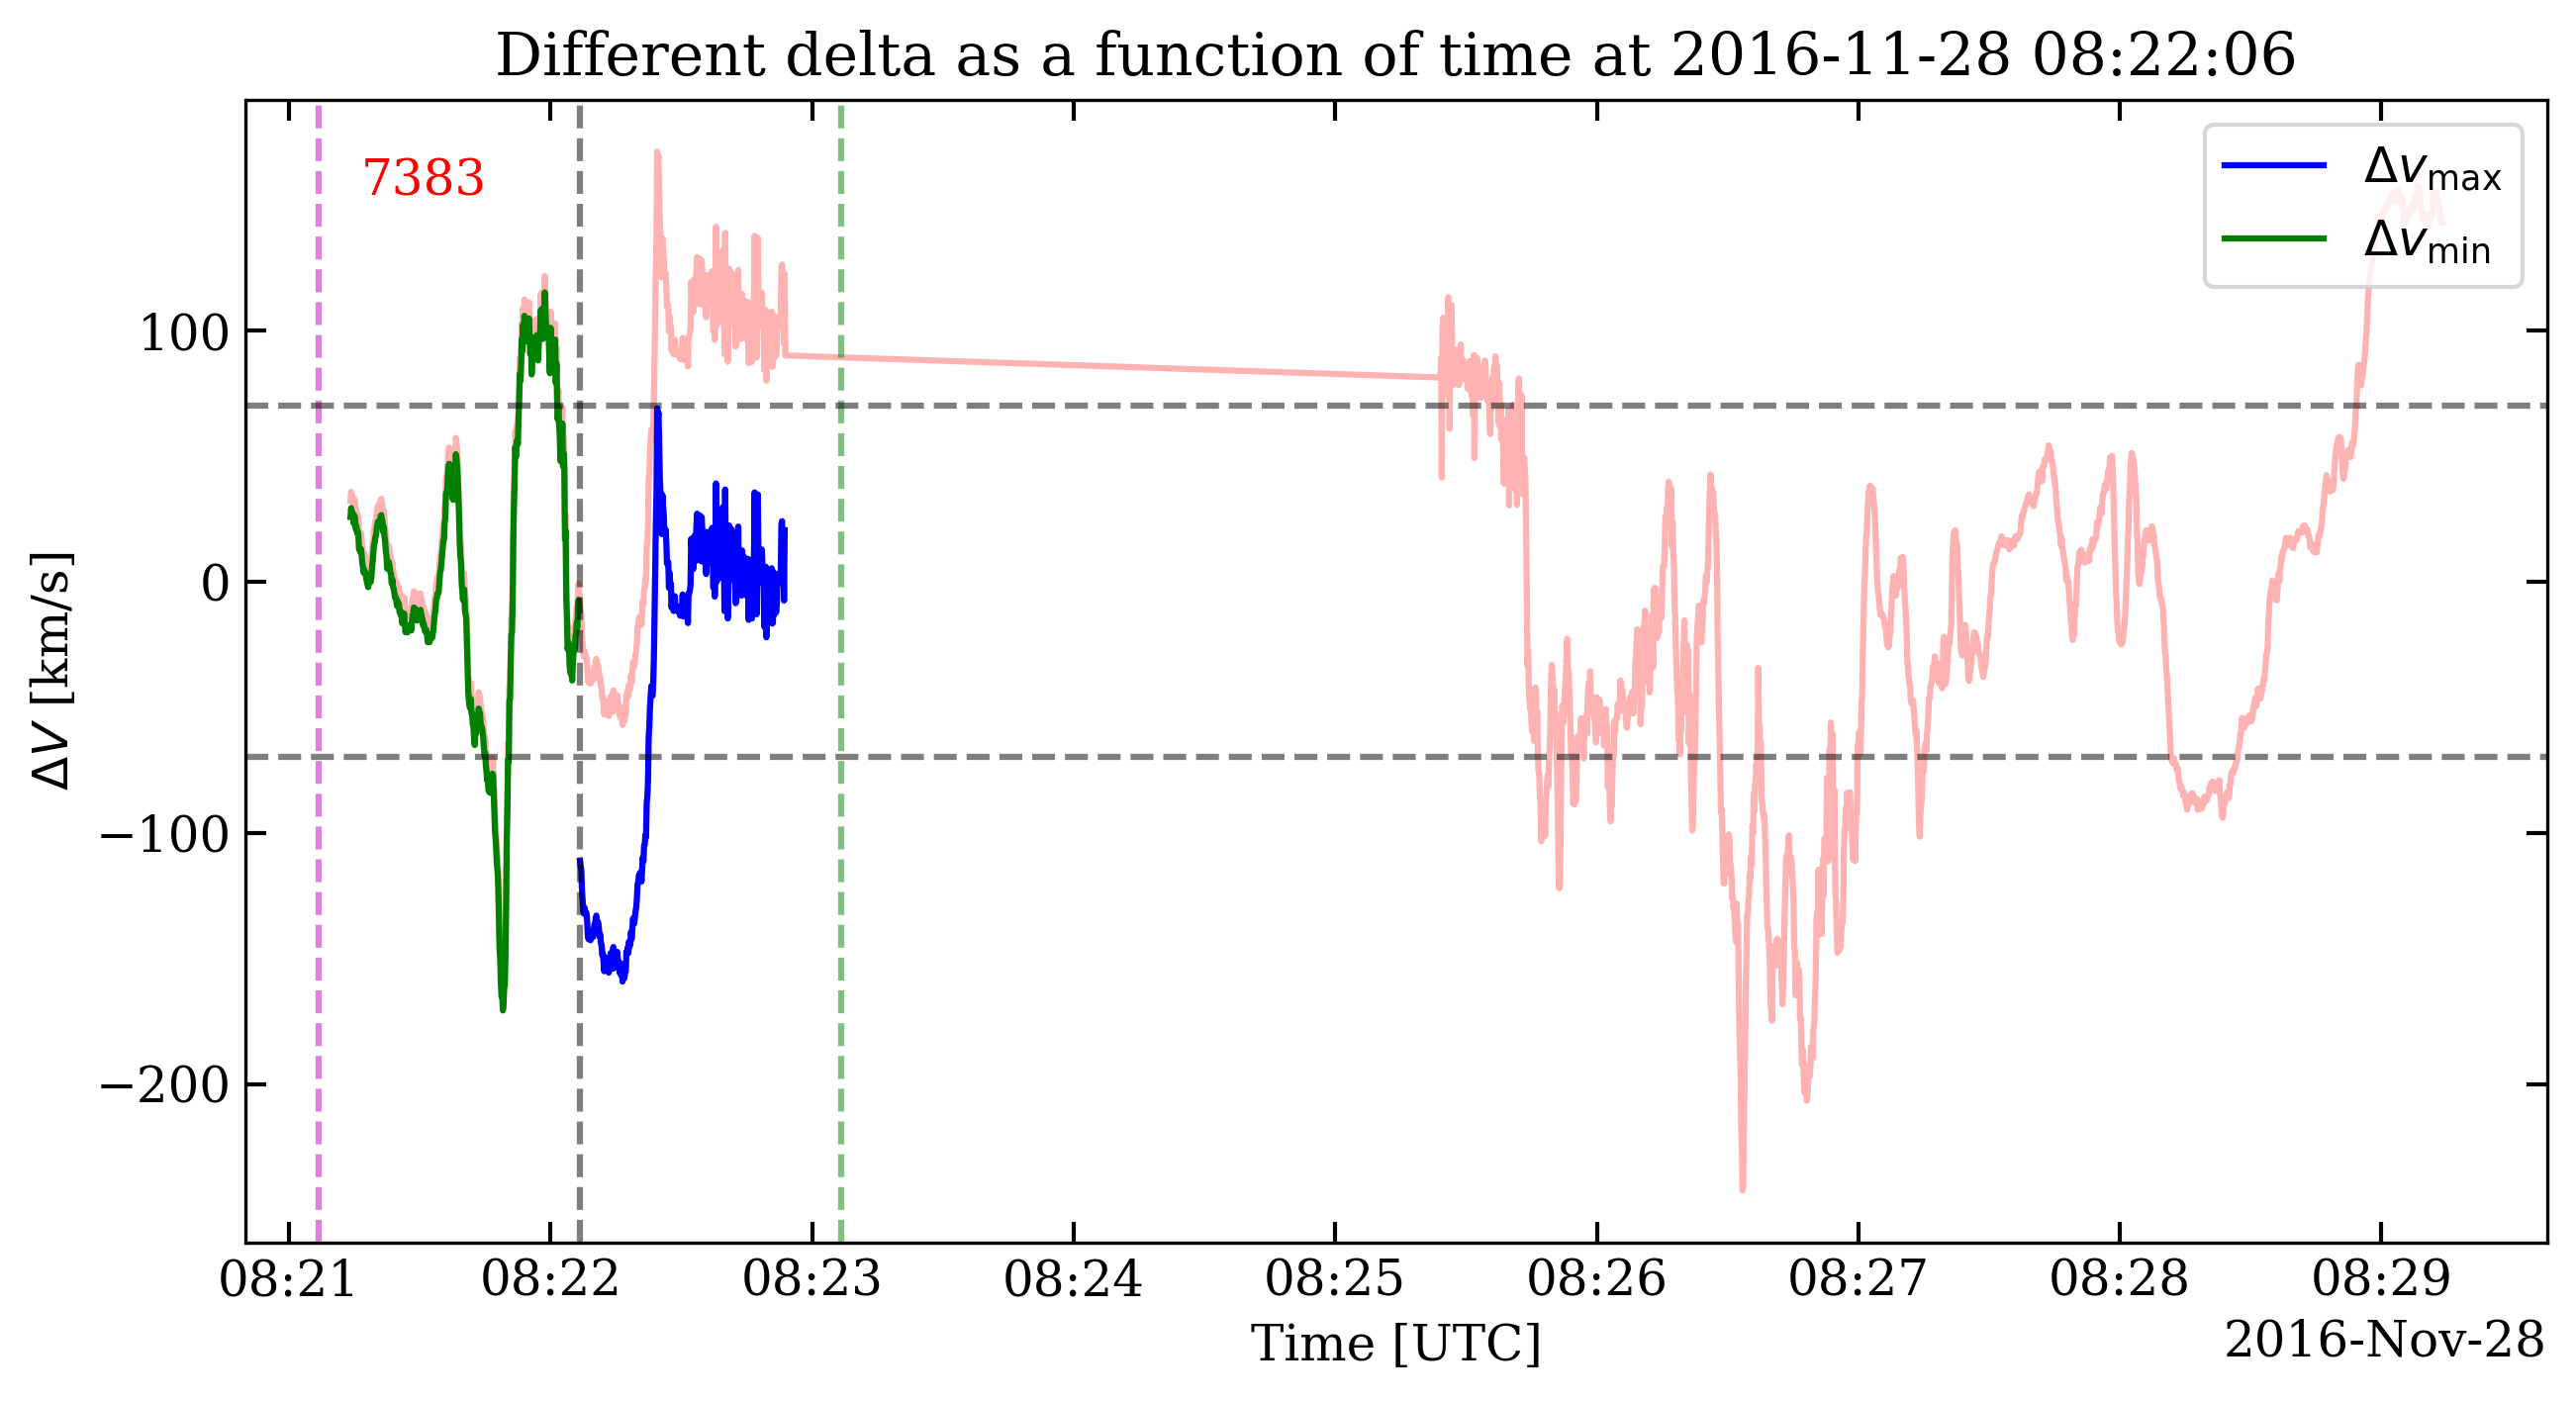 Different delta as a function of time at 2016-11-28 08:22:06
7383
Δv_max
Δv_min
ΔV [km/s]
100
0
−100
−200
08:21 08:22 08:23 08:24 08:25 08:26 08:27 08:28 08:29
Time [UTC]
2016-Nov-28